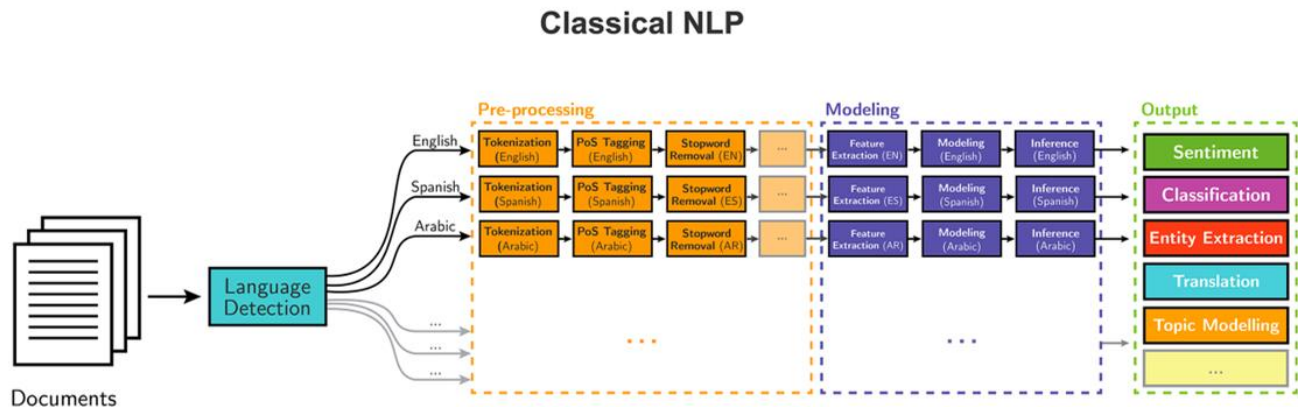 Classical NLP
Pre-processing
Modeling
Output
English
Tokenization
(English)
PoS Tagging
(English)
Stopword
Removal (EN)
...
Feature
Extraction (EN)
Modeling
(English)
Inference
(English)
Sentiment
Spanish
Tokenization
(Spanish)
PoS Tagging
(Spanish)
Stopword
Removal (ES)
...
Feature
Extraction (ES)
Modeling
(Spanish)
Inference
(Spanish)
Classification
Arabic
Tokenization
(Arabic)
PoS Tagging
(Arabic)
Stopword
Removal (AR)
...
Feature
Extraction (AR)
Modeling
(Arabic)
Inference
(Arabic)
Entity Extraction
Language
Detection
Translation
...
...
...
...
...
Topic Modelling
...
Documents